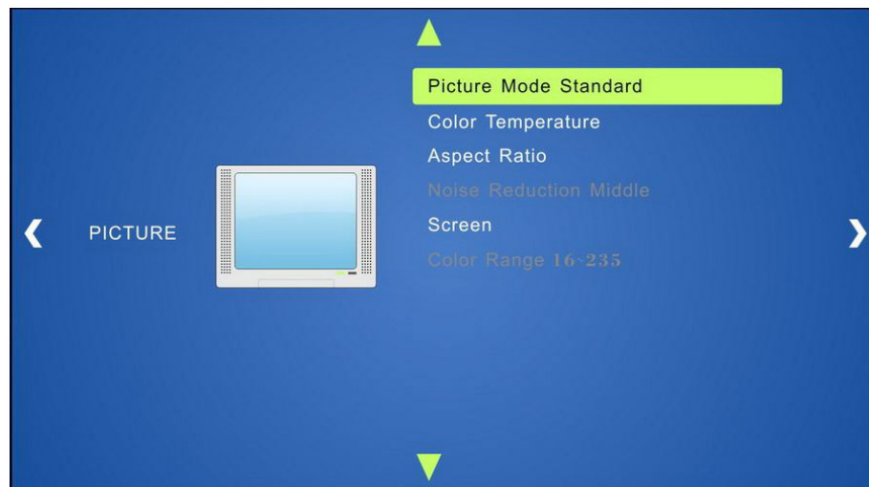 Picture Mode Standard
Color Temperature
Aspect Ratio
Noise Reduction Middle
PICTURE
Screen
Color Range 16~235